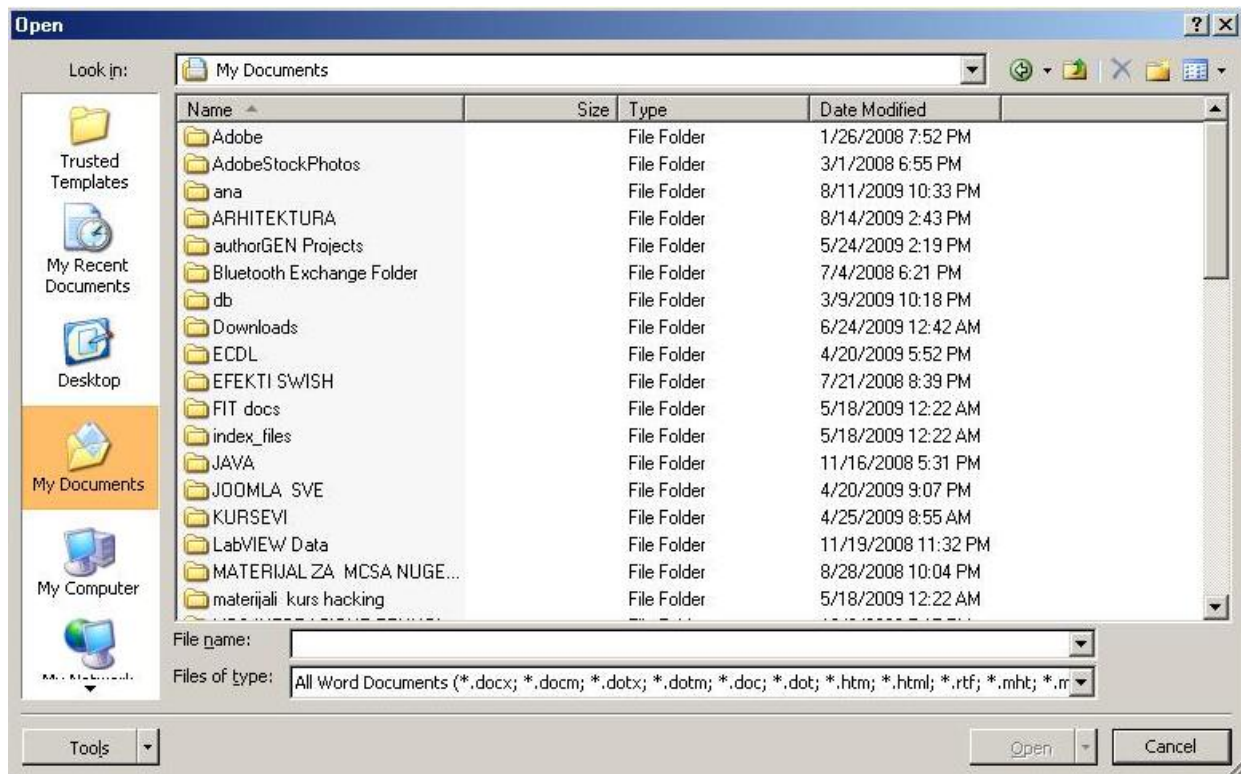 Open
Look in: My Documents
Name Size Type Date Modified
Adobe File Folder 1/26/2008 7:52 PM
AdobeStockPhotos File Folder 3/1/2008 6:55 PM
ana File Folder 8/11/2009 10:33 PM
ARHITEKTURA File Folder 8/14/2009 2:43 PM
authorGEN Projects File Folder 5/24/2009 2:19 PM
Bluetooth Exchange Folder File Folder 7/4/2008 6:21 PM
db File Folder 3/9/2009 10:18 PM
Downloads File Folder 6/24/2009 12:42 AM
ECDL File Folder 4/20/2009 5:52 PM
EFEKTI SWISH File Folder 7/21/2008 8:39 PM
FIT docs File Folder 5/18/2009 12:22 AM
index_files File Folder 5/18/2009 12:22 AM
JAVA File Folder 11/16/2008 5:31 PM
JOOMLA SVE File Folder 4/20/2009 9:07 PM
KURSEVI File Folder 4/25/2009 8:55 AM
LabVIEW Data File Folder 11/19/2008 11:32 PM
MATERIJAL ZA MCSA NUGE... File Folder 8/28/2008 10:04 PM
materijali kurs hacking File Folder 5/18/2009 12:22 AM
Trusted
Templates
My Recent
Documents
Desktop
My Documents
My Computer
File name:
Files of type: All Word Documents (*.docx; *.docm; *.dotx; *.dotm; *.doc; *.dot; *.htm; *.html; *.rtf; *.mht; *.m
Tools Open Cancel